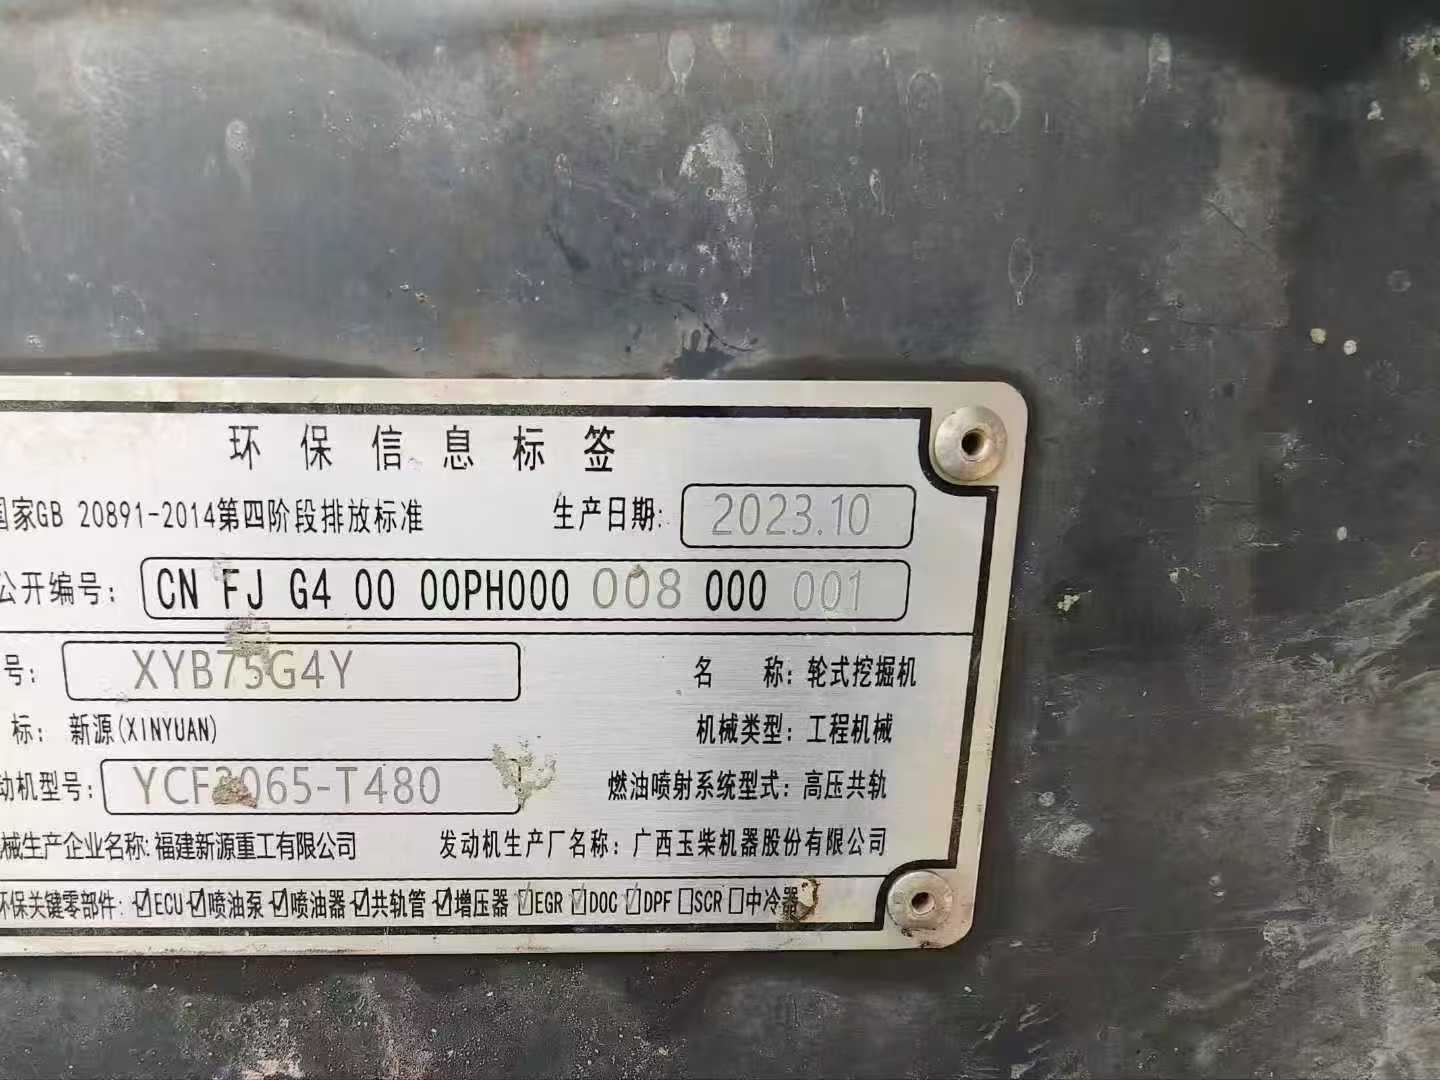 环保信息标签
国家GB 20891-2014第四阶段排放标准 生产日期: 2023.10
公开编号: CN FJ G4 00 00PH000 008 000 001
号: XYB75G4Y 名 称: 轮式挖掘机
标: 新源(XINYUAN) 机械类型: 工程机械
动机型号: YCF3065-T480 燃油喷射系统型式: 高压共轨
机械生产企业名称: 福建新源重工有限公司 发动机生产厂名称: 广西玉柴机器股份有限公司
环保关键零部件: ☑ECU ☑喷油泵 ☑喷油器 ☑共轨管 ☑增压器 ☑EGR ☑DOC ☑DPF ☐SCR ☐中冷器